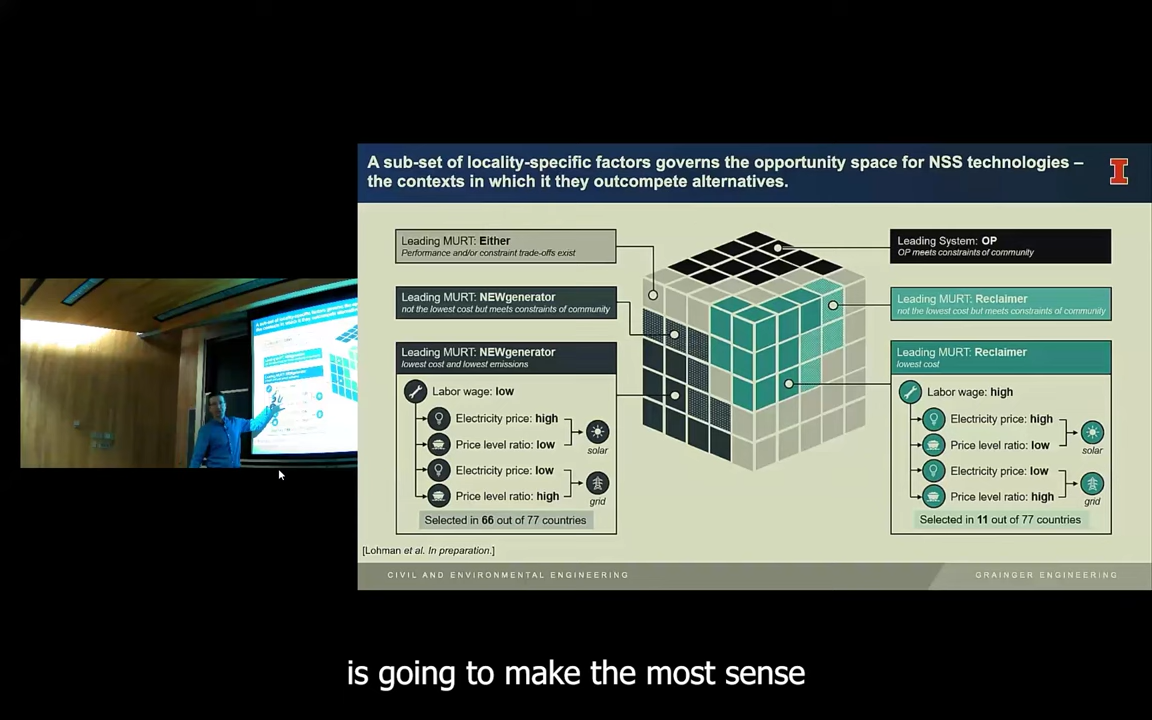 A sub-set of locality-specific factors governs the opportunity space for NSS technologies –
the contexts in which it they outcompete alternatives.
Leading MURT: Either
Performance and/or constraint trade-offs exist
Leading MURT: NEWgenerator
not the lowest cost but meets constraints of community
Leading MURT: NEWgenerator
lowest cost and lowest emissions
Labor wage: low
Electricity price: high
Price level ratio: low
solar
Electricity price: low
Price level ratio: high
grid
Selected in 66 out of 77 countries
Leading System: OP
OP meets constraints of community
Leading MURT: Reclaimer
not the lowest cost but meets constraints of community
Leading MURT: Reclaimer
lowest cost
Labor wage: high
Electricity price: high
Price level ratio: low
solar
Electricity price: low
Price level ratio: high
grid
Selected in 11 out of 77 countries
[Lohman et al. In preparation.]
CIVIL AND ENVIRONMENTAL ENGINEERING
GRAINGER ENGINEERING
is going to make the most sense